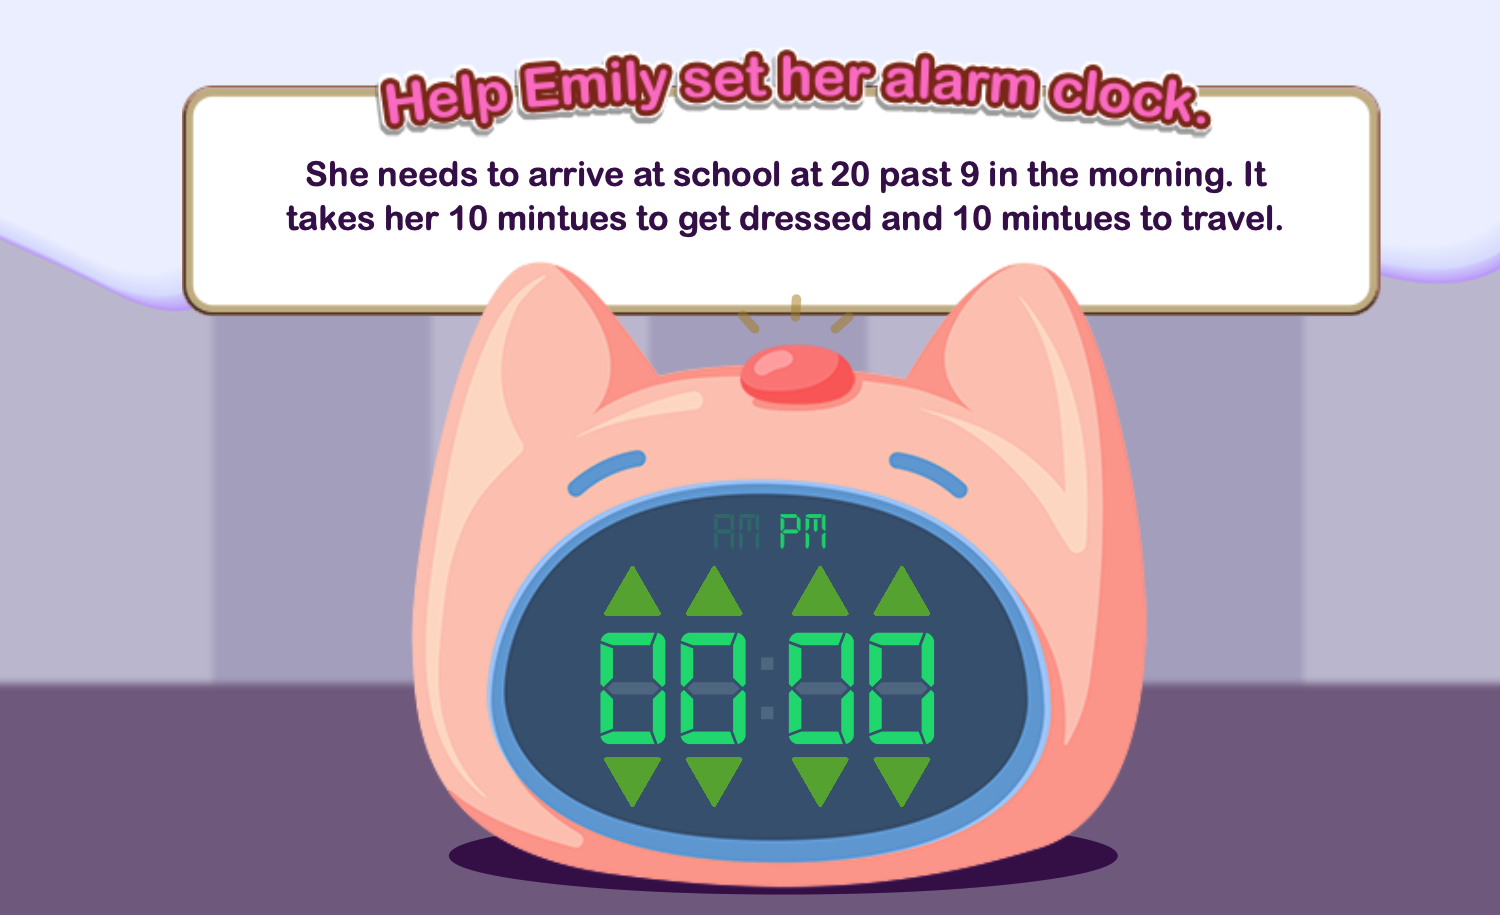 Help Emily set her alarm clock.
She needs to arrive at school at 20 past 9 in the morning. It
takes her 10 mintues to get dressed and 10 mintues to travel.
AM PM
00:00